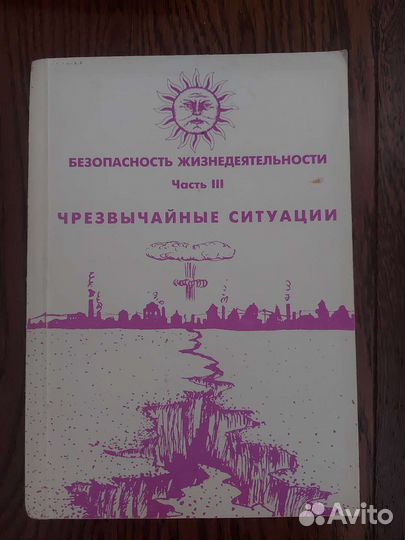 БЕЗОПАСНОСТЬ ЖИЗНЕДЕЯТЕЛЬНОСТИ
Часть III
ЧРЕЗВЫЧАЙНЫЕ СИТУАЦИИ
Avito